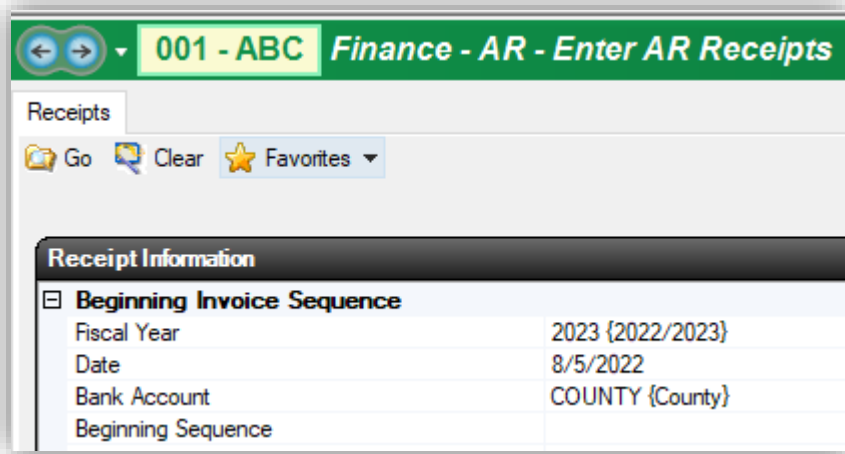 001 - ABC Finance - AR - Enter AR Receipts
Receipts
Go Clear Favorites
Receipt Information
Beginning Invoice Sequence
Fiscal Year 2023 {2022/2023}
Date 8/5/2022
Bank Account COUNTY {County}
Beginning Sequence